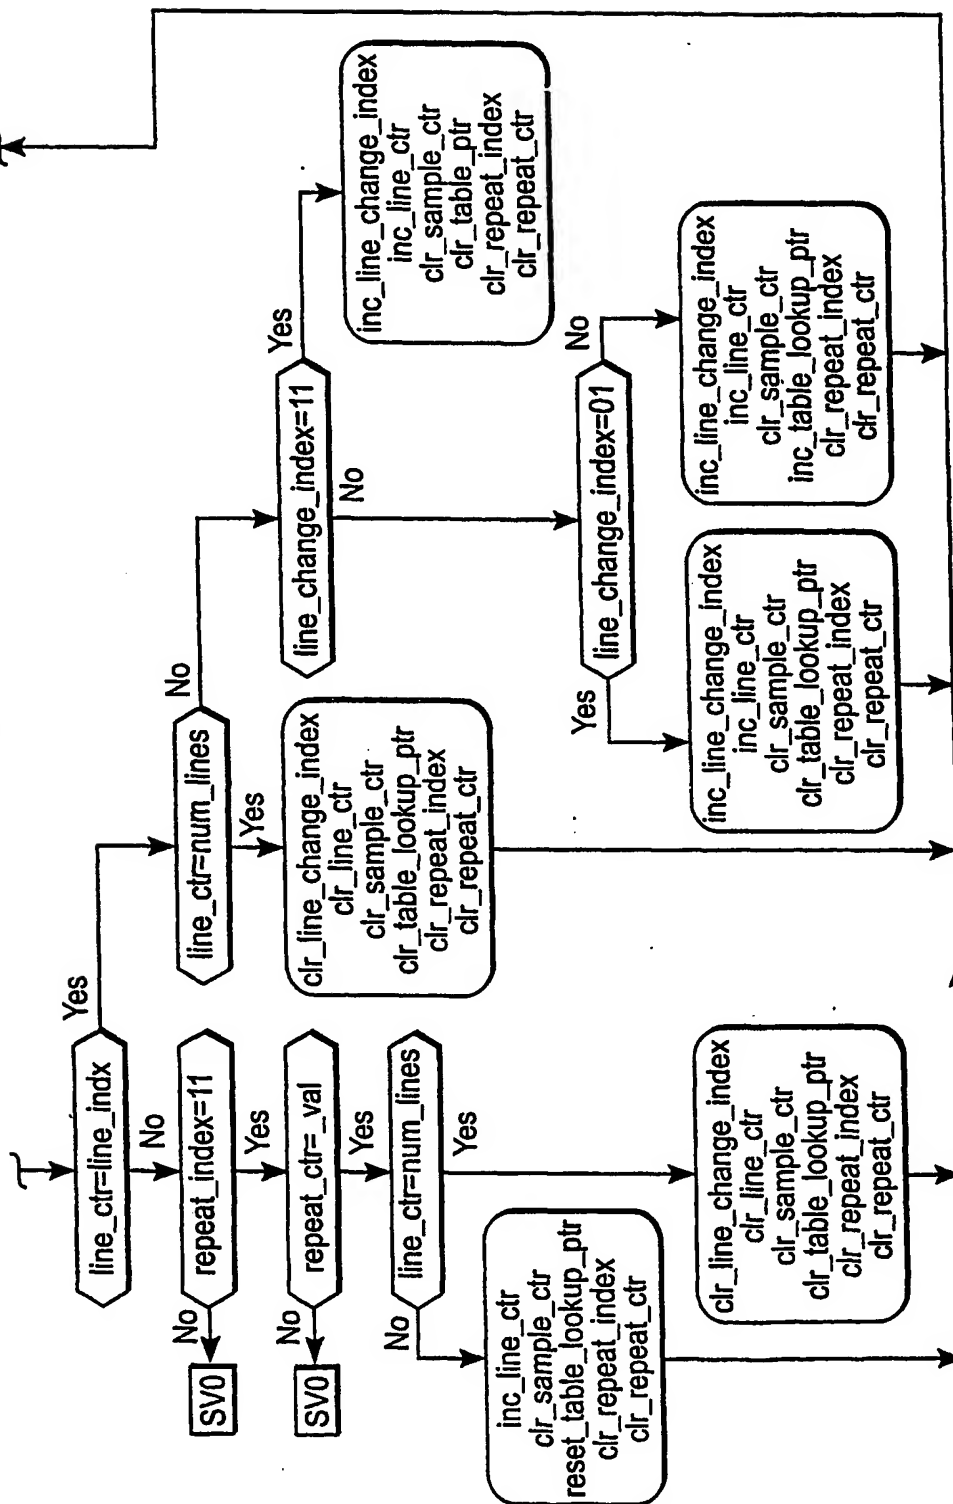 line_ctr=line_indx
Yes
No
line_ctr=num_lines
No
Yes
repeat_index=11
No
Yes
SV0
clr_line_change_index
clr_line_ctr
clr_sample_ctr
clr_table_lookup_ptr
clr_repeat_index
clr_repeat_ctr
line_change_index=11
Yes
No
inc_line_change_index
inc_line_ctr
clr_sample_ctr
clr_table_ptr
clr_repeat_index
clr_repeat_ctr
repeat_ctr=_val
No
Yes
SV0
line_ctr=num_lines
No
Yes
inc_line_ctr
clr_sample_ctr
reset_table_lookup_ptr
clr_repeat_index
clr_repeat_ctr
line_change_index=01
Yes
No
clr_line_change_index
clr_line_ctr
clr_sample_ctr
clr_table_lookup_ptr
clr_repeat_index
clr_repeat_ctr
inc_line_change_index
inc_line_ctr
clr_sample_ctr
clr_table_lookup_ptr
clr_repeat_index
clr_repeat_ctr
inc_line_change_index
inc_line_ctr
clr_sample_ctr
inc_table_lookup_ptr
clr_repeat_index
clr_repeat_ctr